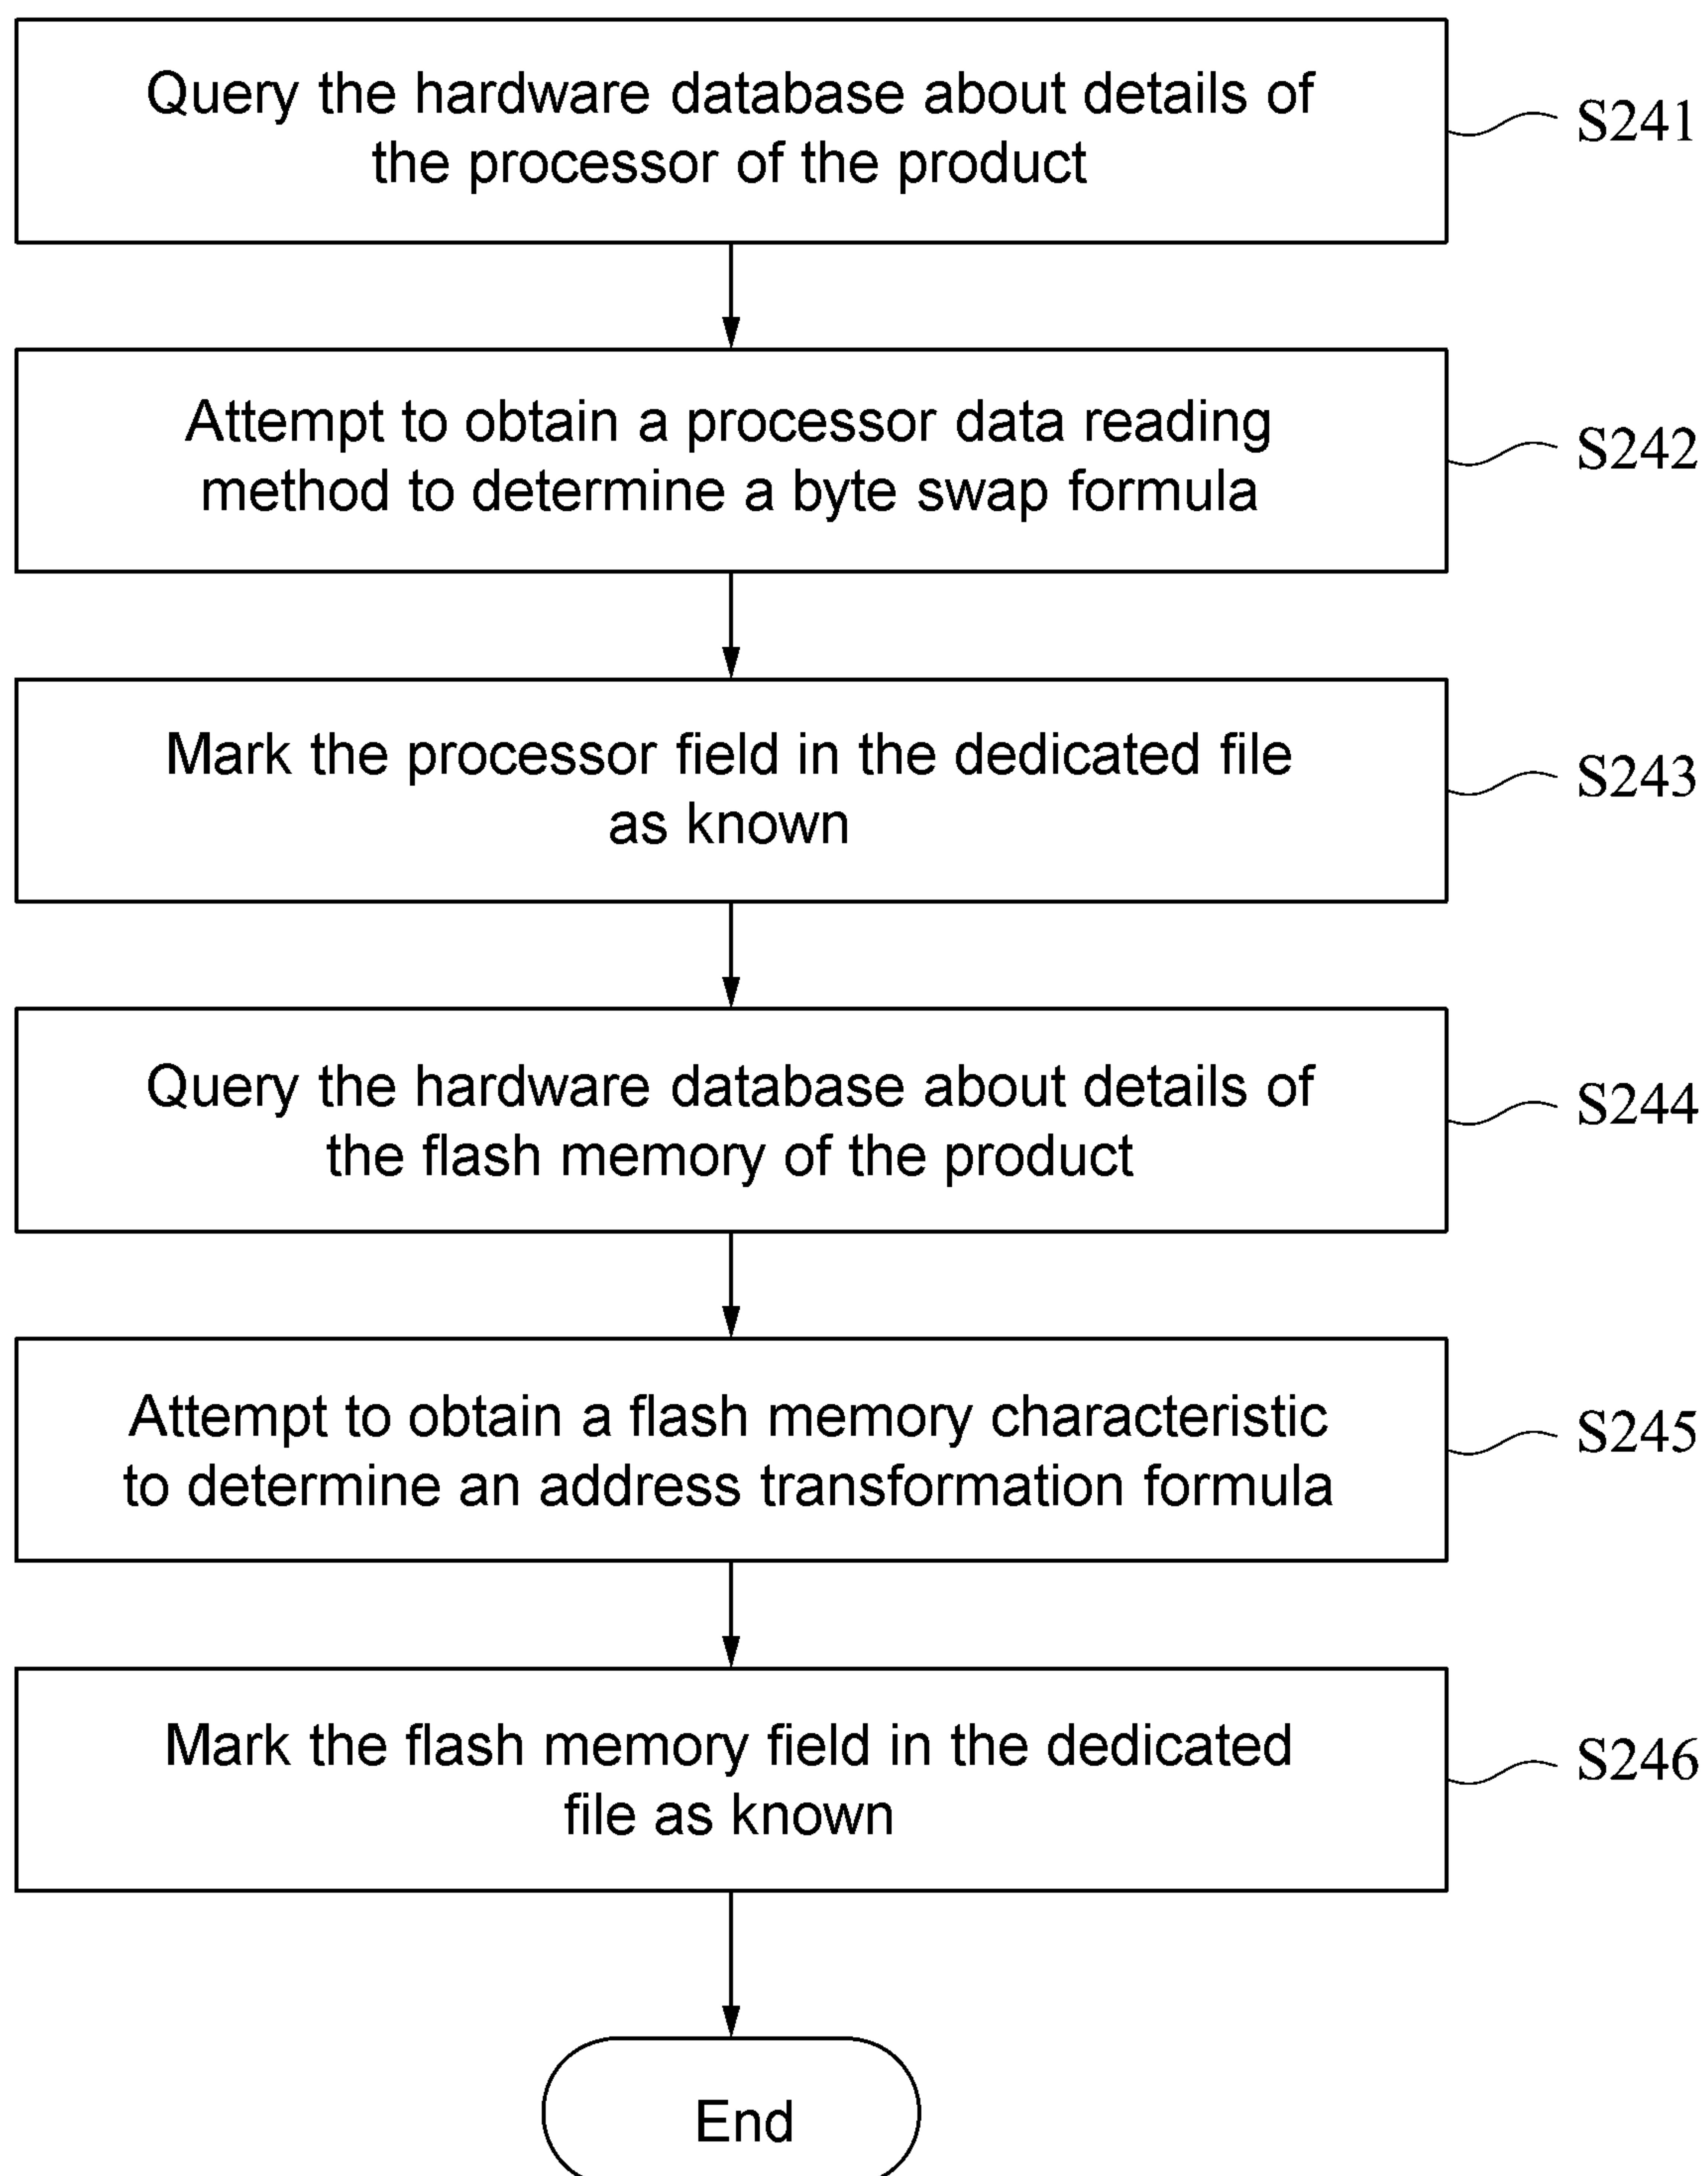 Query the hardware database about details of
the processor of the product
S241
Attempt to obtain a processor data reading
method to determine a byte swap formula
S242
Mark the processor field in the dedicated file
as known
S243
Query the hardware database about details of
the flash memory of the product
S244
Attempt to obtain a flash memory characteristic
to determine an address transformation formula
S245
Mark the flash memory field in the dedicated
file as known
S246
End